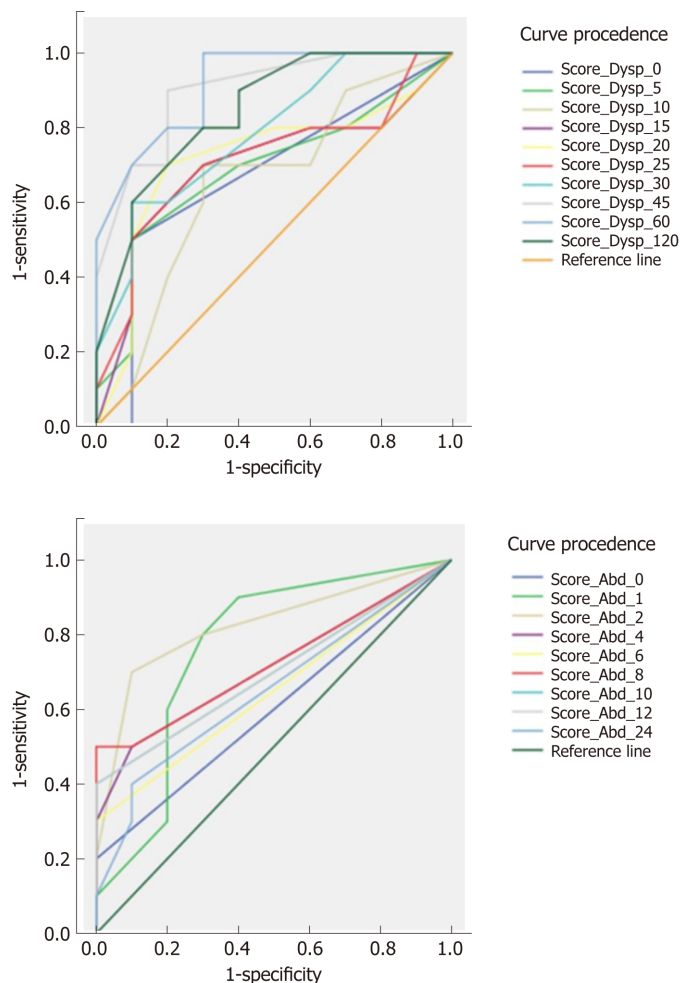 Curve procedence
Score_Dysp_0
Score_Dysp_5
Score_Dysp_10
Score_Dysp_15
Score_Dysp_20
Score_Dysp_25
Score_Dysp_30
Score_Dysp_45
Score_Dysp_60
Score_Dysp_120
Reference line
1.0
0.8
0.6
0.4
0.2
0.0
1-sensitivity
0.0 0.2 0.4 0.6 0.8 1.0
1-specificity
Curve procedence
Score_Abd_0
Score_Abd_1
Score_Abd_2
Score_Abd_4
Score_Abd_6
Score_Abd_8
Score_Abd_10
Score_Abd_12
Score_Abd_24
Reference line
1.0
0.8
0.6
0.4
0.2
0.0
1-sensitivity
0.0 0.2 0.4 0.6 0.8 1.0
1-specificity